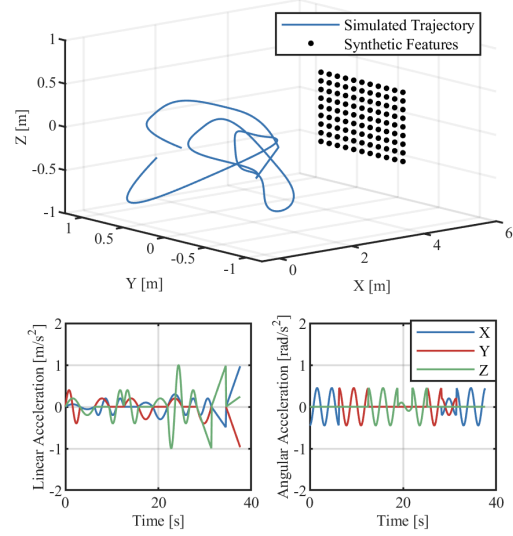 Simulated Trajectory
Synthetic Features
1
0.5
0
-0.5
-1
Z [m]
1
0.5
0
-0.5
-1
Y [m]
0
2
4
6
X [m]
2
1
0
-1
-2
Linear Acceleration [m/s²]
0
20
40
Time [s]
2
1
0
-1
-2
Angular Acceleration [rad/s²]
X
Y
Z
0
20
40
Time [s]